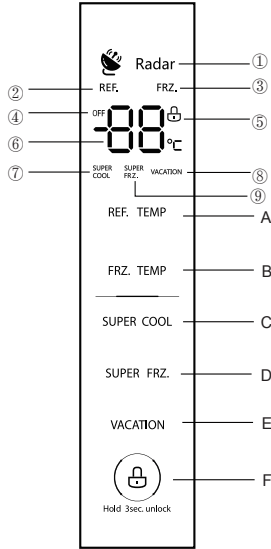 Radar ①
② REF. FRZ. ③
④ OFF ⑤
⑥ -88 °C
⑦ SUPER COOL SUPER FRZ. VACATION ⑧
⑨
REF. TEMP A
FRZ. TEMP B
SUPER COOL C
SUPER FRZ. D
VACATION E
F
Hold 3sec. unlock